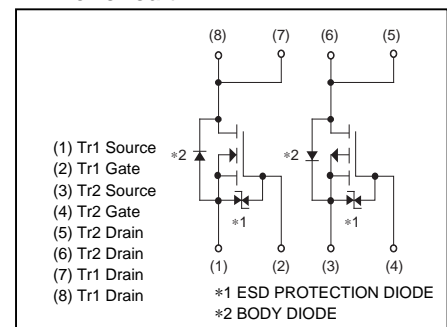 (8) (7) (6) (5)
(1) Tr1 Source
(2) Tr1 Gate
(3) Tr2 Source
(4) Tr2 Gate
(5) Tr2 Drain
(6) Tr2 Drain
(7) Tr1 Drain
(8) Tr1 Drain
∗2 ∗2
∗1 ∗1
(1) (2) (3) (4)
∗1 ESD PROTECTION DIODE
∗2 BODY DIODE